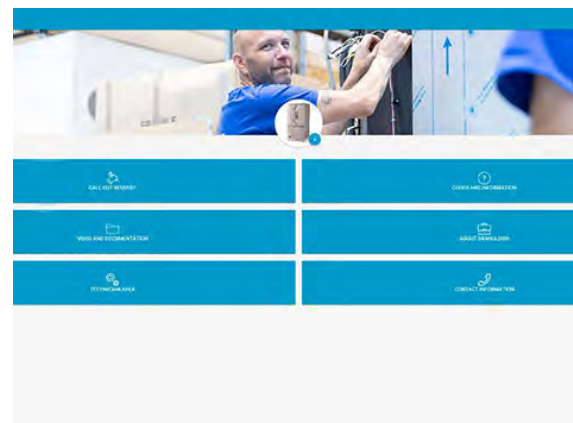 CALL OUT REQUEST
CODES AND INFORMATION
VIDEO AND DOCUMENTATION
ABOUT
TECHNICIAN AREA
CONTACT INFORMATION